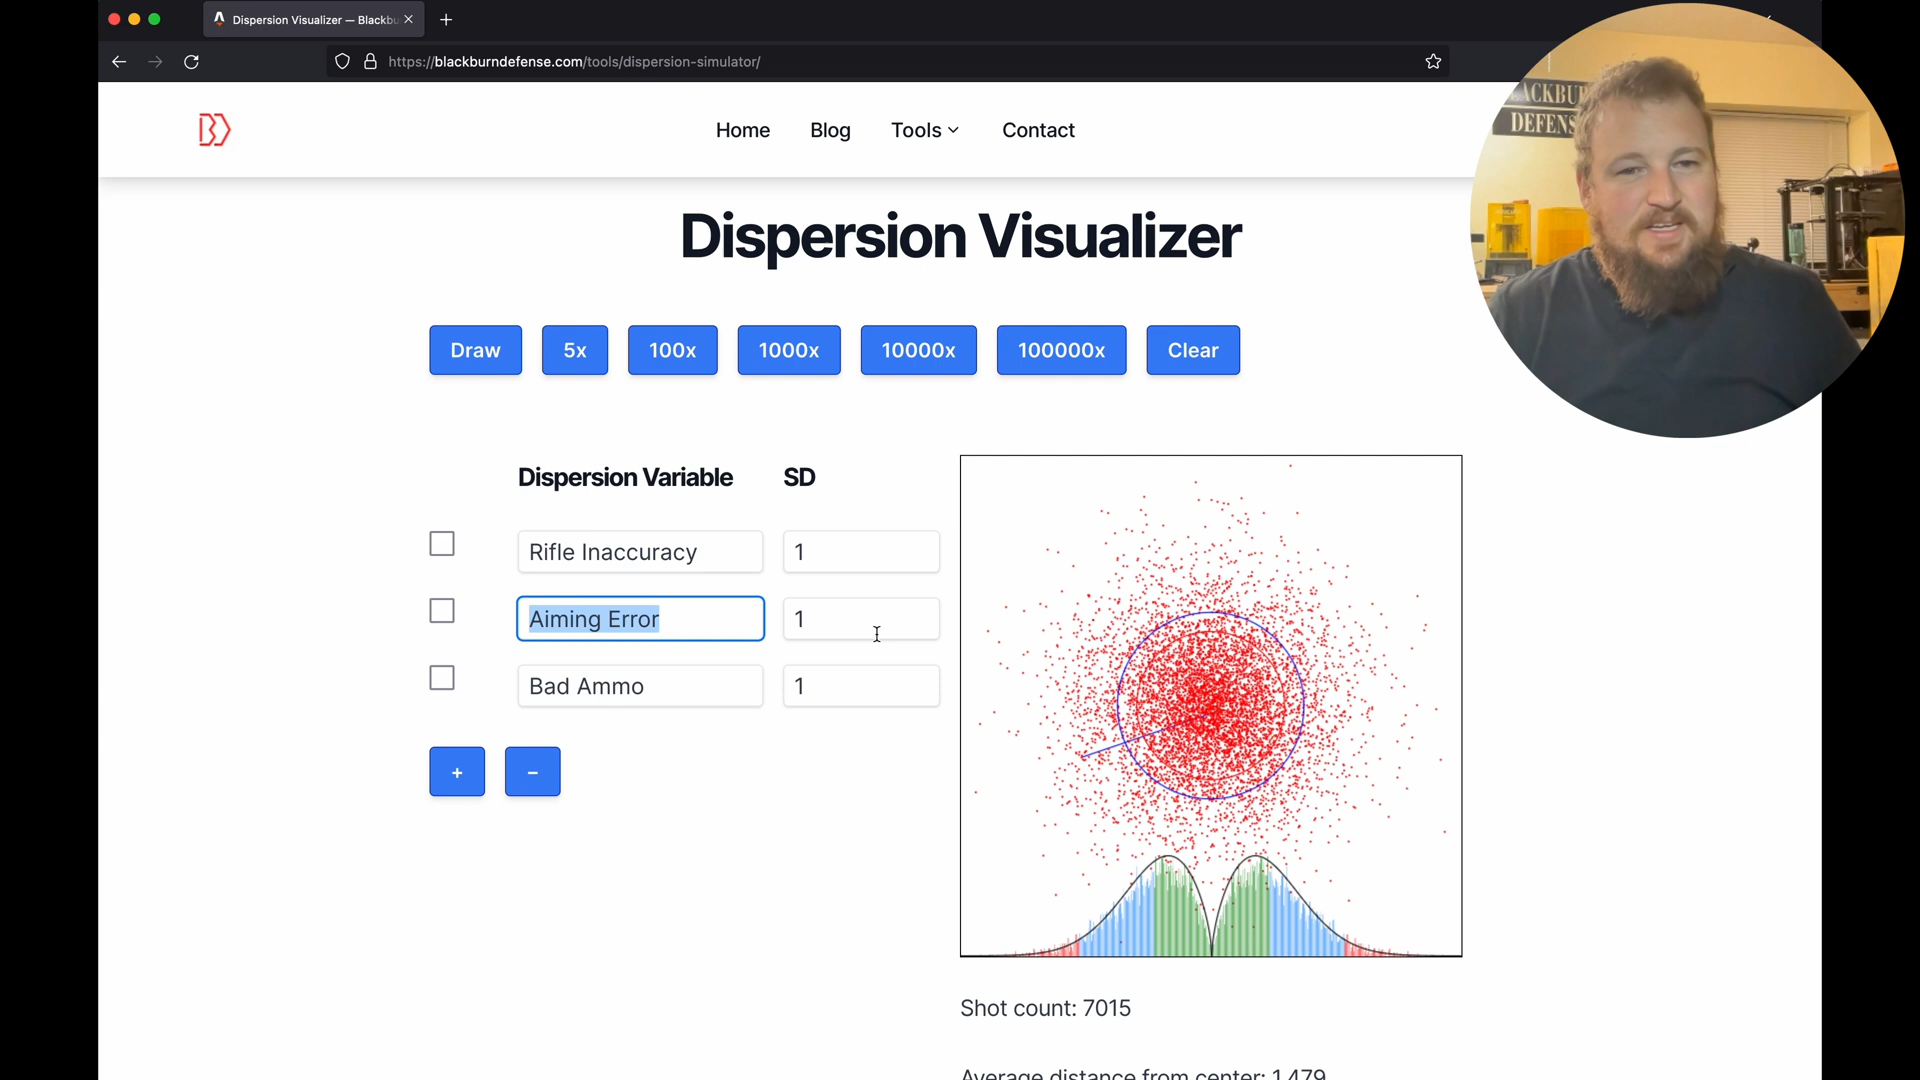 Dispersion Visualizer — Blackbu
https://blackburndefense.com/tools/dispersion-simulator/
Home Blog Tools Contact
Dispersion Visualizer
Draw 5x 100x 1000x 10000x 100000x Clear
Dispersion Variable SD
Rifle Inaccuracy 1
Aiming Error 1
Bad Ammo 1
+ −
Shot count: 7015
Average distance from center: 1.479